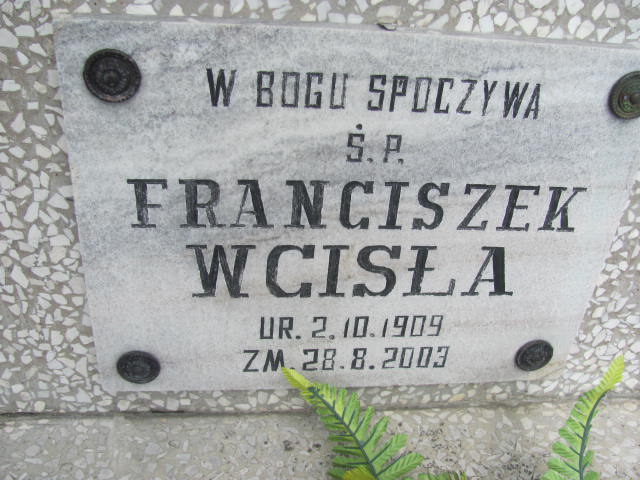 W BOGU SPOCZYWA
Ś.P.
FRANCISZEK
WCISŁA
UR. 2.10.1909
ZM. 28.8.2003